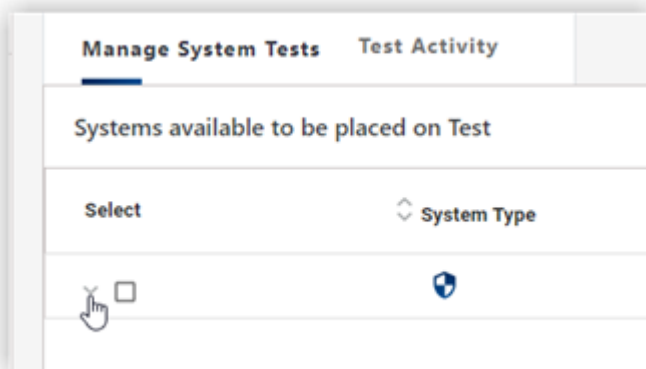 Manage System Tests
Test Activity
Systems available to be placed on Test
Select
System Type